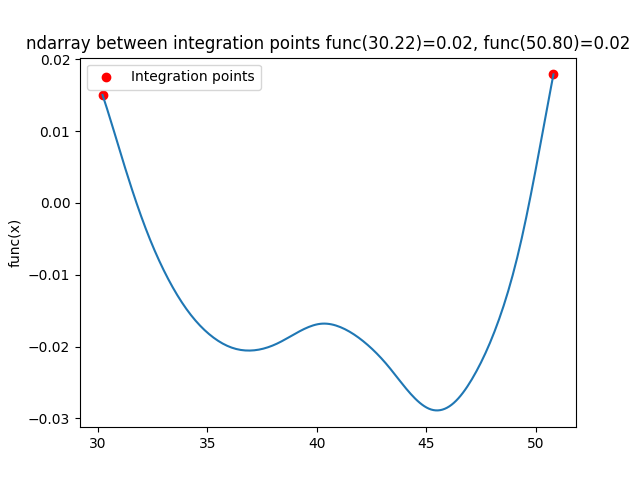 ndarray between integration points func(30.22)=0.02, func(50.80)=0.02
Integration points
func(x)
0.02
0.01
0.00
−0.01
−0.02
−0.03
30 35 40 45 50